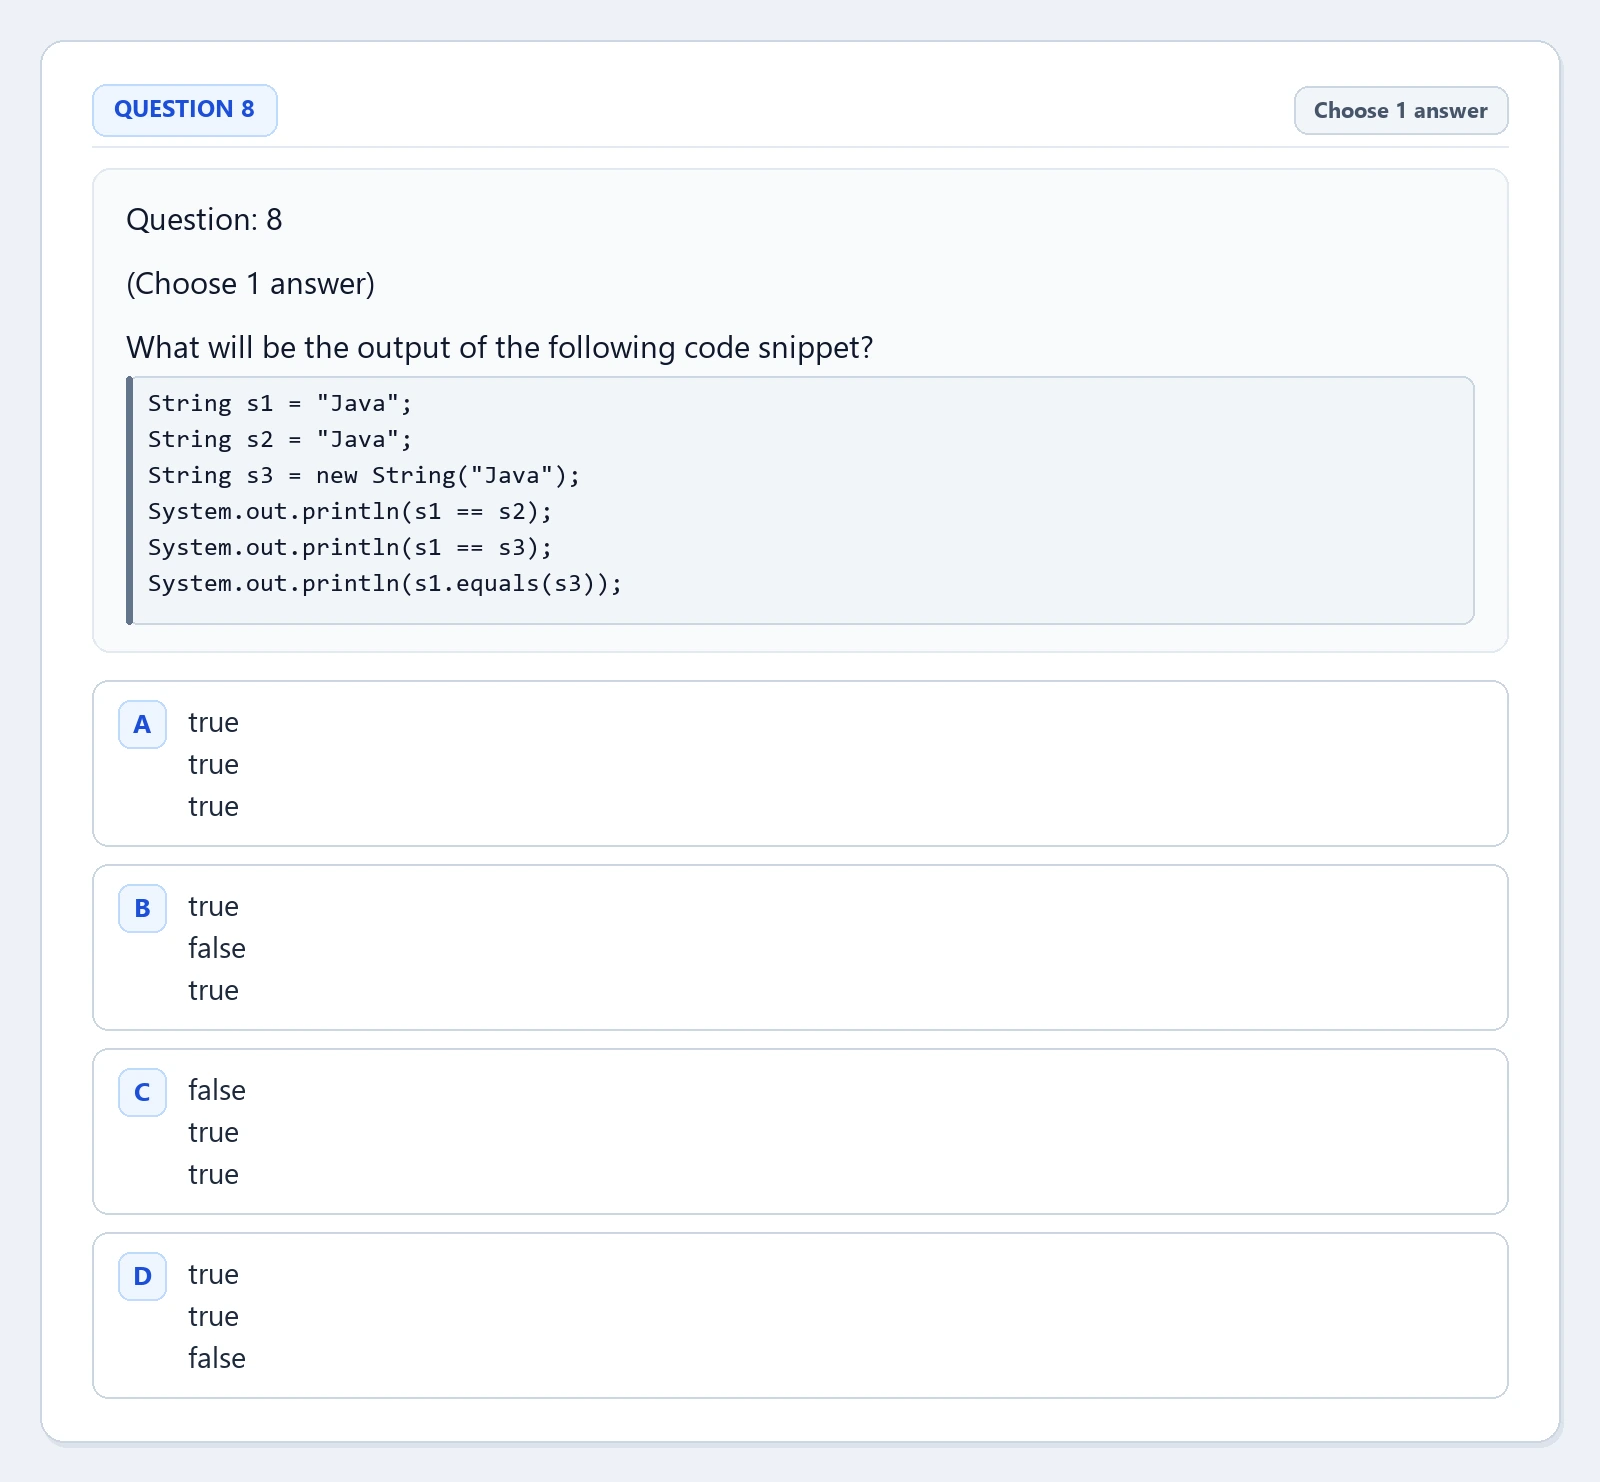 QUESTION 8
Choose 1 answer
Question: 8
(Choose 1 answer)
What will be the output of the following code snippet?
String s1 = "Java";
String s2 = "Java";
String s3 = new String("Java");
System.out.println(s1 == s2);
System.out.println(s1 == s3);
System.out.println(s1.equals(s3));
A
true
true
true
B
true
false
true
C
false
true
true
D
true
true
false